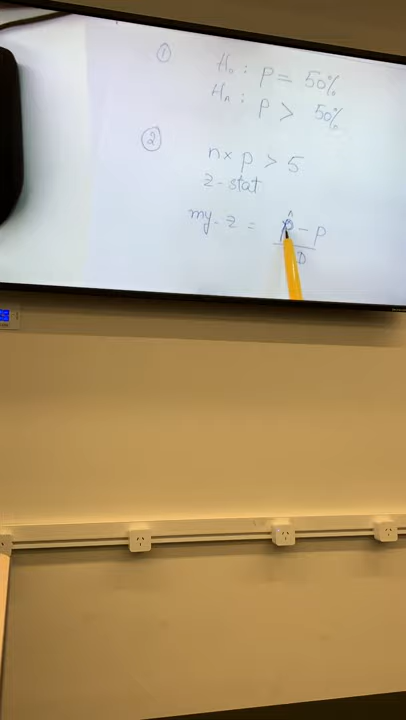 ① H₀ : p = 50%
Hₐ : p > 50%
② n x p > 5
z - stat
my - z = p̂ - p